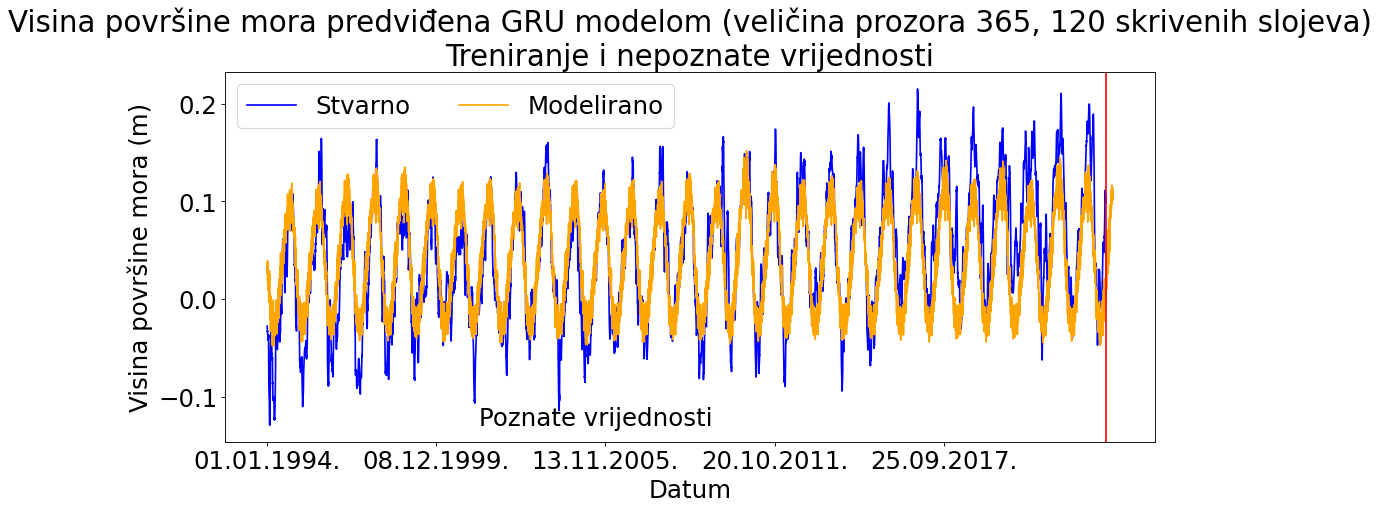 Visina površine mora predviđena GRU modelom (veličina prozora 365, 120 skrivenih slojeva)
Treniranje i nepoznate vrijednosti
Stvarno
Modelirano
Visina površine mora (m)
0.2
0.1
0.0
−0.1
Poznate vrijednosti
01.01.1994.
08.12.1999.
13.11.2005.
20.10.2011.
25.09.2017.
Datum